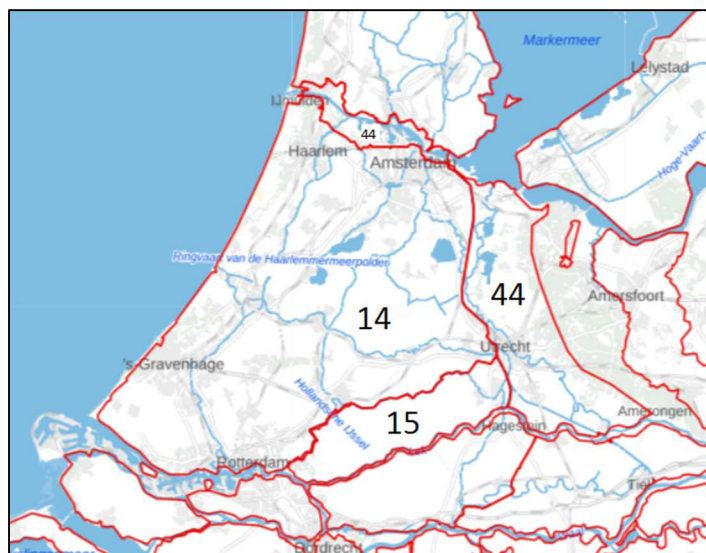 Markermeer
Lelystad
IJmuiden
44
Haarlem
Amsterdam
Hoge-Vaart
Ringvaart van de Haarlemmermeerpolder
44
Amersfoort
14
Utrecht
's-Gravenhage
Hollandsche IJssel
15
Amerongen
Hagestein
Rotterdam
Tiel
Dordrecht